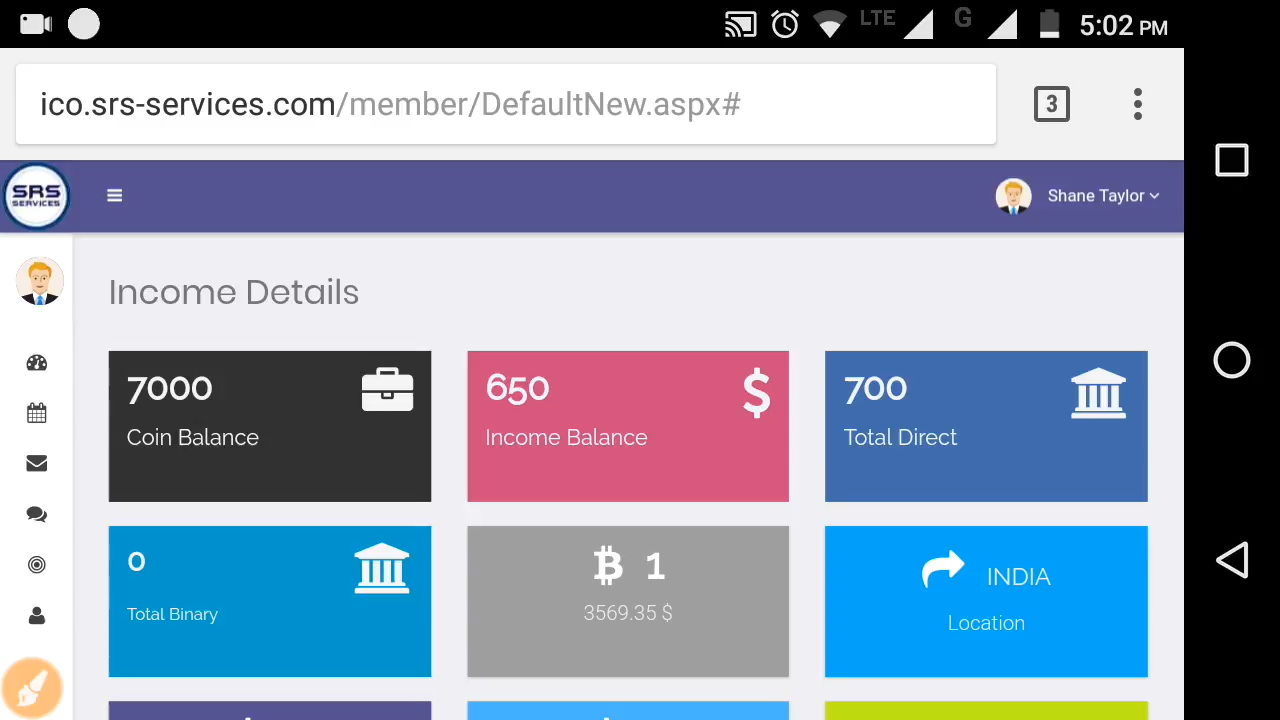 LTE G 5:02 PM
ico.srs-services.com/member/DefaultNew.aspx# 3
SRS SERVICES
Shane Taylor
Income Details
7000
Coin Balance
650
Income Balance
700
Total Direct
0
Total Binary
1
3569.35 $
INDIA
Location